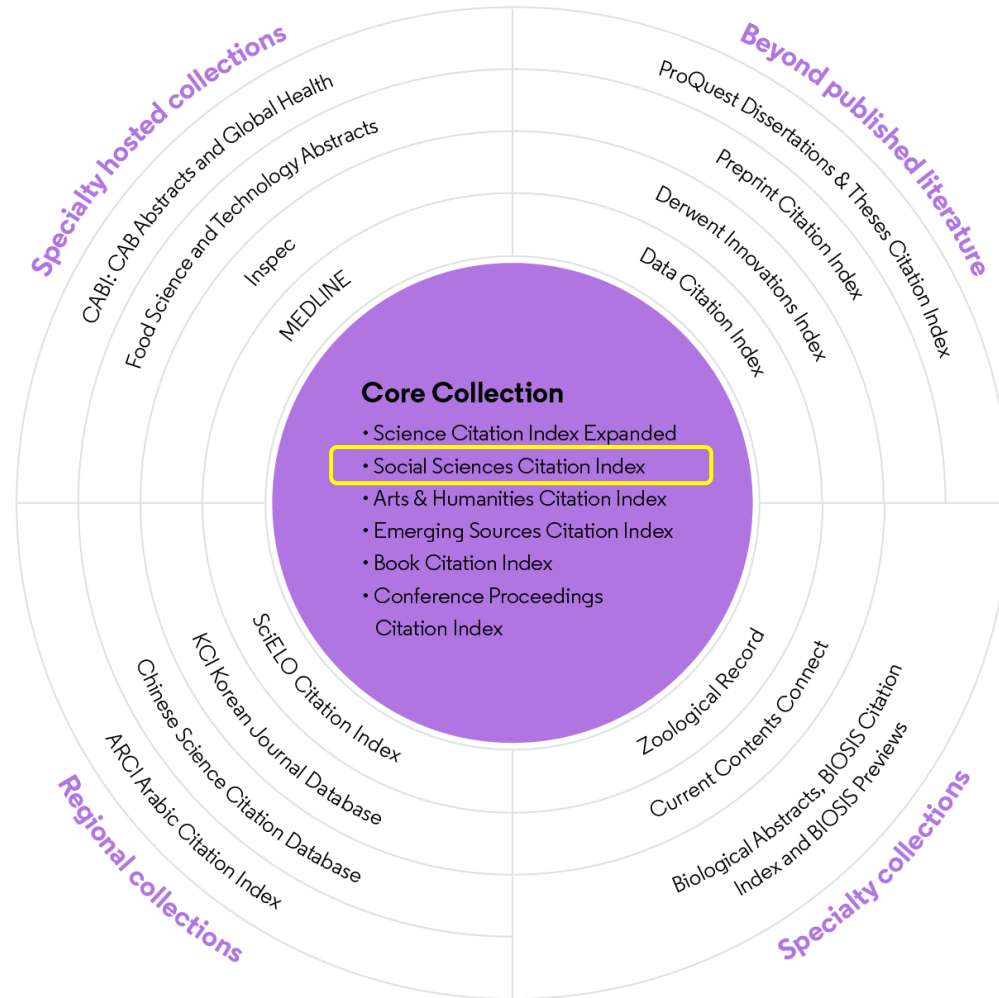 Specialty hosted collections
CABI: CAB Abstracts and Global Health
Food Science and Technology Abstracts
Inspec
MEDLINE
Beyond published literature
ProQuest Dissertations & Theses Citation Index
Preprint Citation Index
Derwent Innovations Index
Data Citation Index
Core Collection
• Science Citation Index Expanded
• Social Sciences Citation Index
• Arts & Humanities Citation Index
• Emerging Sources Citation Index
• Book Citation Index
• Conference Proceedings
Citation Index
SciELO Citation Index
KCI Korean Journal Database
Chinese Science Citation Database
ARCI Arabic Citation Index
Regional collections
Zoological Record
Current Contents Connect
Biological Abstracts, BIOSIS Citation
Index and BIOSIS Previews
Specialty collections